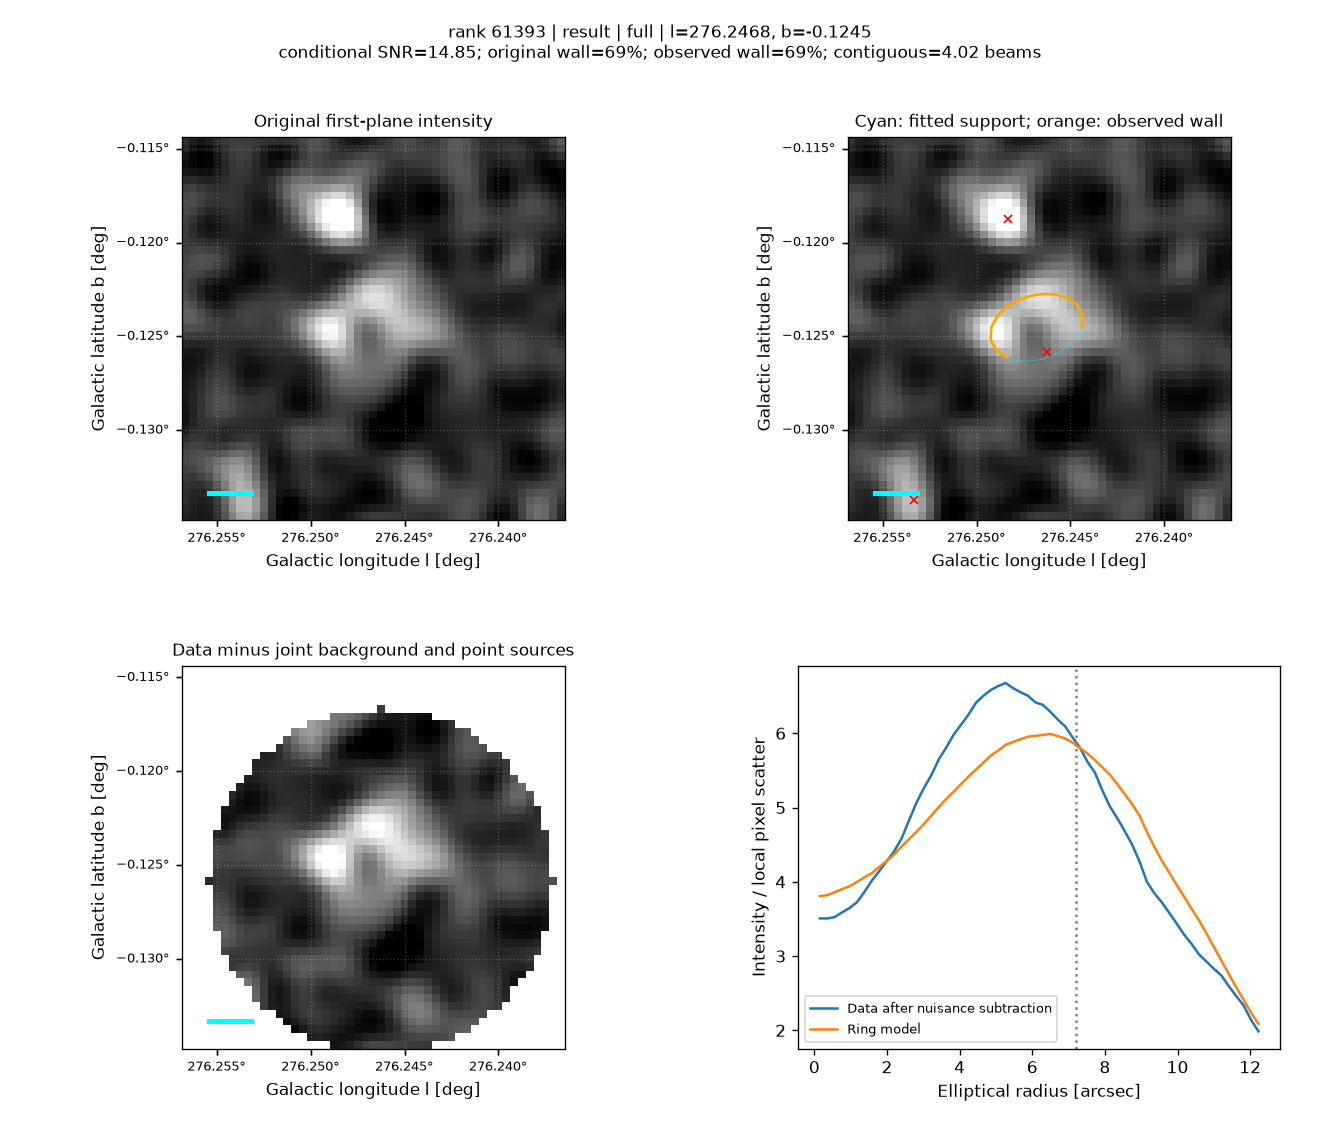 rank 61393 | result | full | l=276.2468, b=-0.1245
conditional SNR=14.85; original wall=69%; observed wall=69%; contiguous=4.02 beams
Original first-plane intensity
−0.115°
−0.120°
−0.125°
−0.130°
Galactic latitude b [deg]
276.255°
276.250°
276.245°
276.240°
Galactic longitude l [deg]
Cyan: fitted support; orange: observed wall
−0.115°
−0.120°
−0.125°
−0.130°
Galactic latitude b [deg]
276.255°
276.250°
276.245°
276.240°
Galactic longitude l [deg]
Data minus joint background and point sources
−0.115°
−0.120°
−0.125°
−0.130°
Galactic latitude b [deg]
276.255°
276.250°
276.245°
276.240°
Galactic longitude l [deg]
6
5
4
3
2
Intensity / local pixel scatter
Data after nuisance subtraction
Ring model
0
2
4
6
8
10
12
Elliptical radius [arcsec]